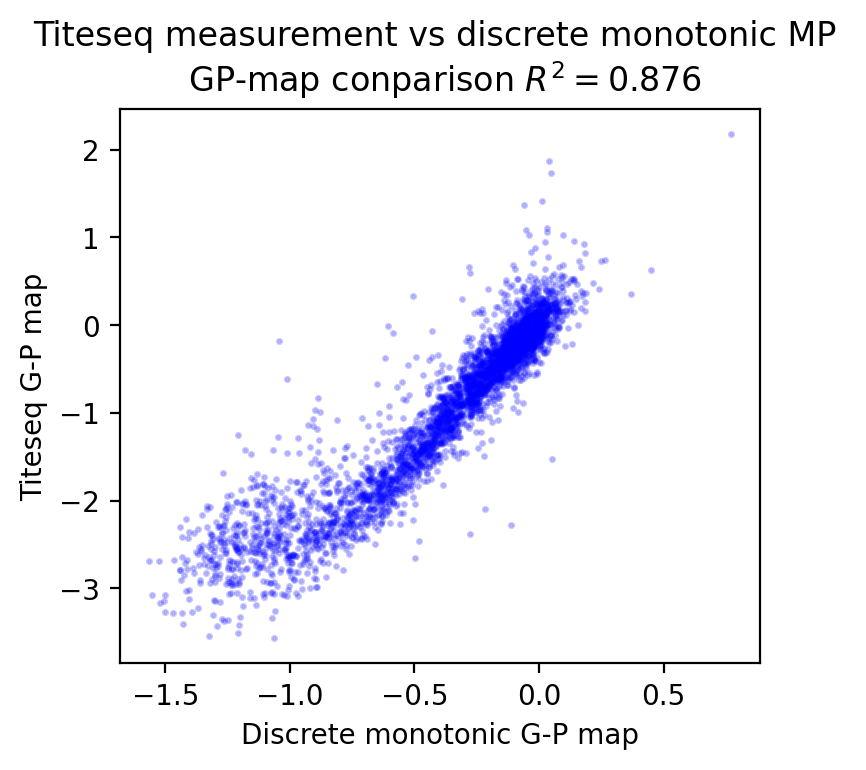 Titeseq measurement vs discrete monotonic MP
GP-map conparison $R^2 = 0.876$
2
1
0
−1
−2
−3
Titeseq G-P map
−1.5 −1.0 −0.5 0.0 0.5
Discrete monotonic G-P map